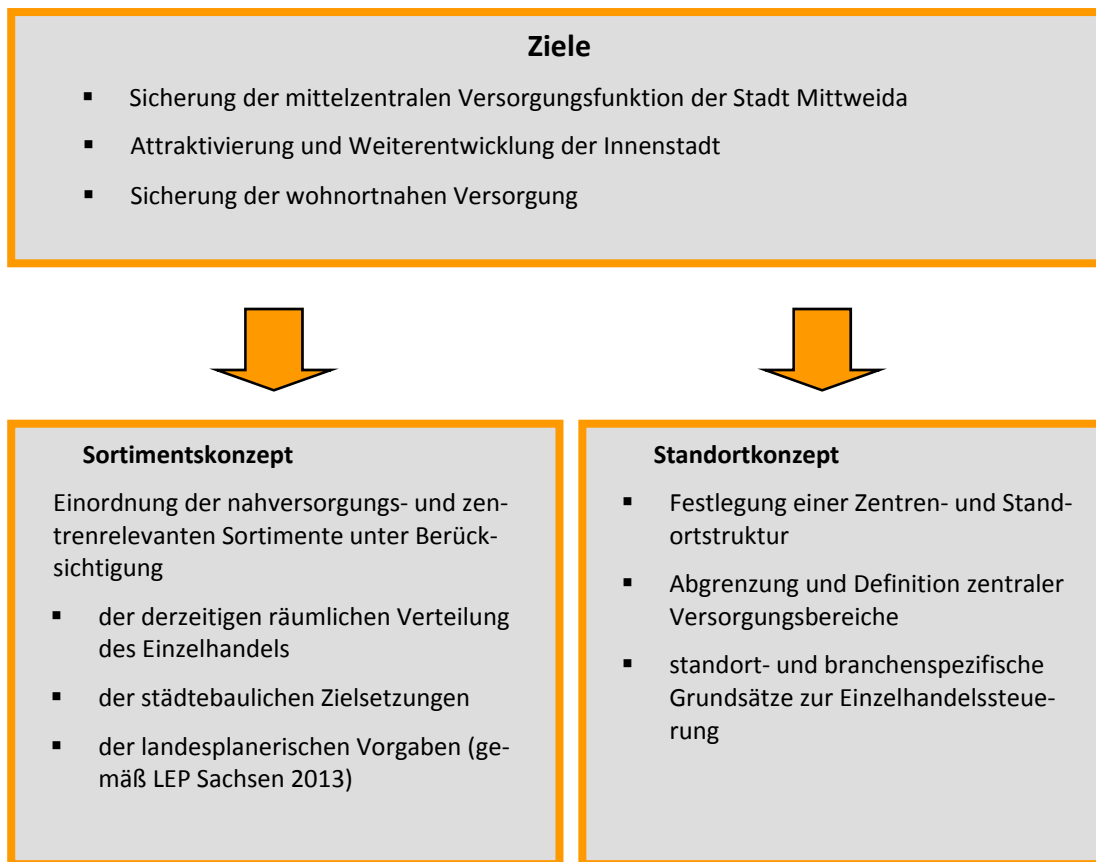 Ziele
▪ Sicherung der mittelzentralen Versorgungsfunktion der Stadt Mittweida
▪ Attraktivierung und Weiterentwicklung der Innenstadt
▪ Sicherung der wohnortnahen Versorgung
Sortimentskonzept
Einordnung der nahversorgungs- und zen-
trenrelevanten Sortimente unter Berück-
sichtigung
▪ der derzeitigen räumlichen Verteilung
des Einzelhandels
▪ der städtebaulichen Zielsetzungen
▪ der landesplanerischen Vorgaben (ge-
mäß LEP Sachsen 2013)
Standortkonzept
▪ Festlegung einer Zentren- und Stand-
ortstruktur
▪ Abgrenzung und Definition zentraler
Versorgungsbereiche
▪ standort- und branchenspezifische
Grundsätze zur Einzelhandelssteue-
rung